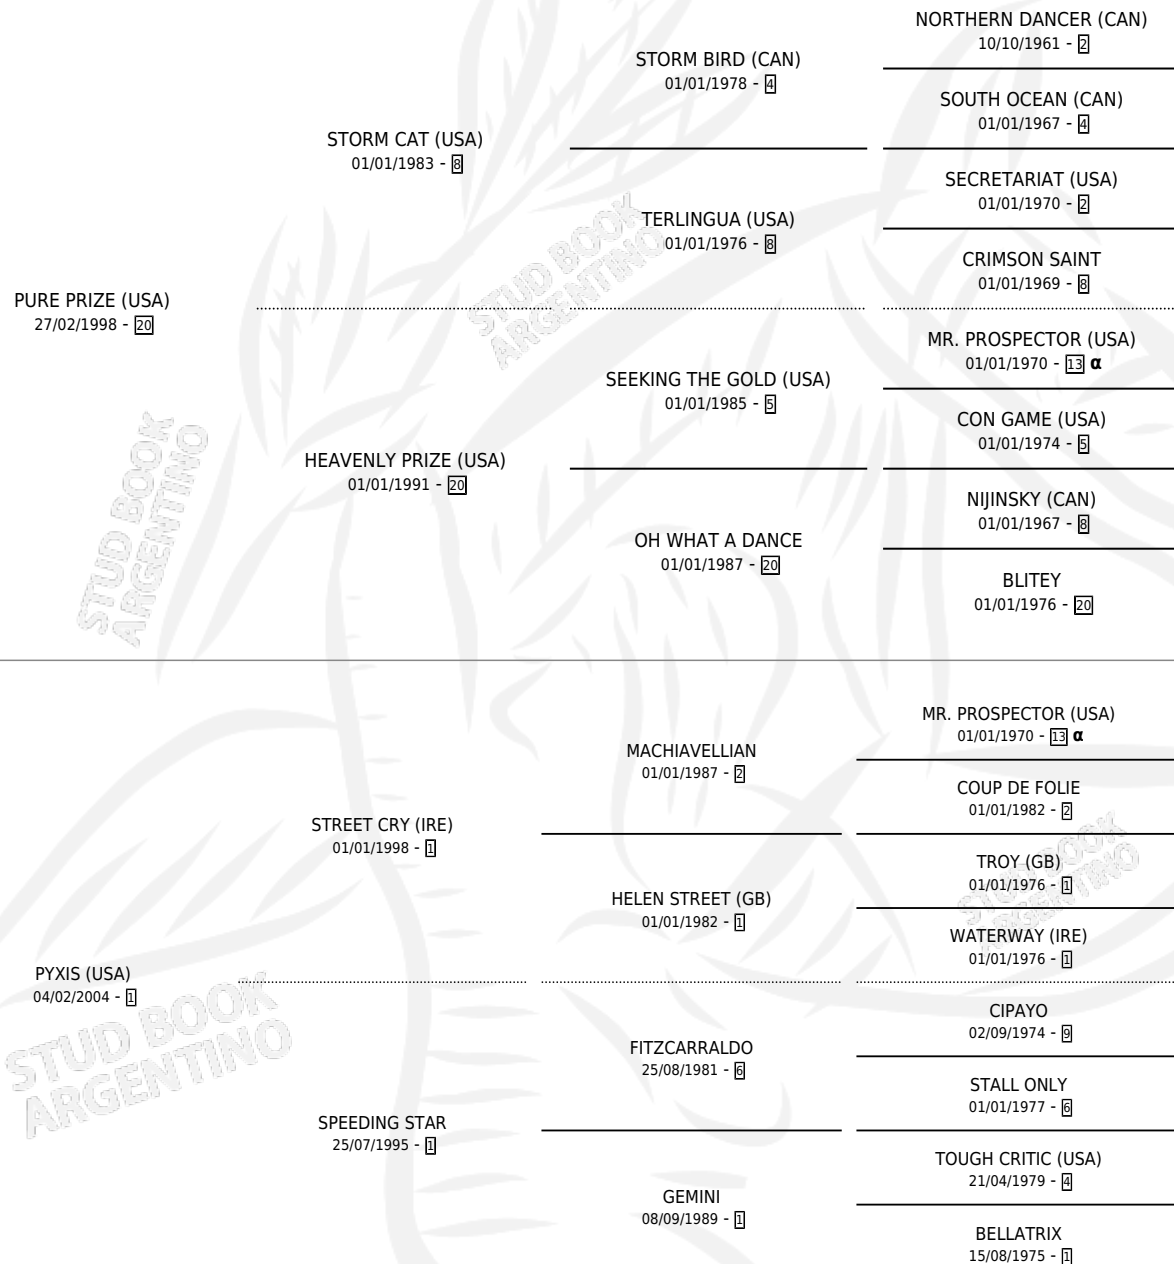 NORTHERN DANCER (CAN)
10/10/1961 - 2
STORM BIRD (CAN)
01/01/1978 - 4
SOUTH OCEAN (CAN)
01/01/1967 - 4
STORM CAT (USA)
01/01/1983 - 8
SECRETARIAT (USA)
01/01/1970 - 2
TERLINGUA (USA)
01/01/1976 - 8
CRIMSON SAINT
01/01/1969 - 8
PURE PRIZE (USA)
27/02/1998 - 20
MR. PROSPECTOR (USA)
01/01/1970 - 13 α
SEEKING THE GOLD (USA)
01/01/1985 - 5
CON GAME (USA)
01/01/1974 - 5
HEAVENLY PRIZE (USA)
01/01/1991 - 20
NIJINSKY (CAN)
01/01/1967 - 8
OH WHAT A DANCE
01/01/1987 - 20
BLITEY
01/01/1976 - 20
MR. PROSPECTOR (USA)
01/01/1970 - 13 α
MACHIAVELLIAN
01/01/1987 - 2
COUP DE FOLIE
01/01/1982 - 2
STREET CRY (IRE)
01/01/1998 - 1
TROY (GB)
01/01/1976 - 1
HELEN STREET (GB)
01/01/1982 - 1
WATERWAY (IRE)
01/01/1976 - 1
PYXIS (USA)
04/02/2004 - 1
CIPAYO
02/09/1974 - 9
FITZCARRALDO
25/08/1981 - 6
STALL ONLY
01/01/1977 - 6
SPEEDING STAR
25/07/1995 - 1
TOUGH CRITIC (USA)
21/04/1979 - 4
GEMINI
08/09/1989 - 1
BELLATRIX
15/08/1975 - 1
STUD BOOK
ARGENTINO
STUD BOOK
ARGENTINO
STUD BOOK
ARGENTINO
STUD BOOK
ARGENTINO